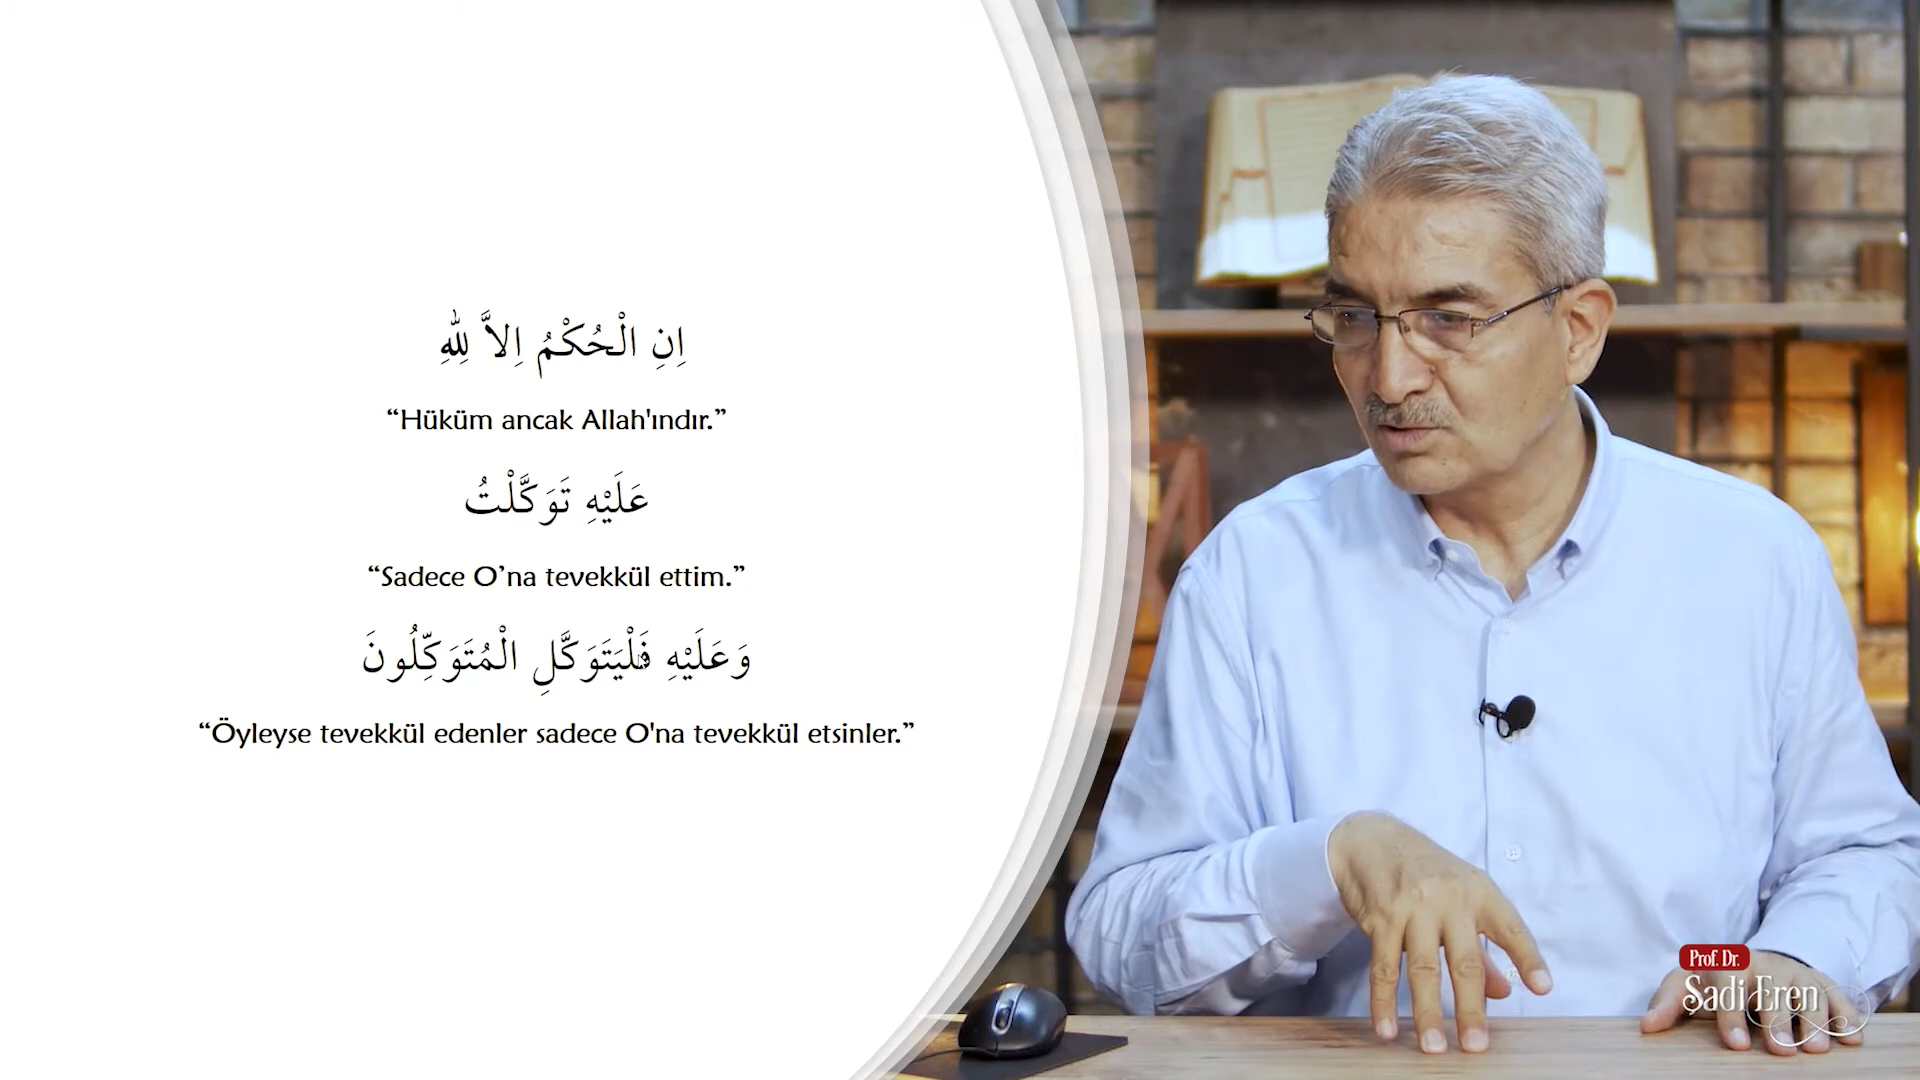 اِنِ الْحُكْمُ اِلاَّ لِلّٰهِ
“Hüküm ancak Allah'ındır.”
عَلَيْهِ تَوَكَّلْتُ
“Sadece O’na tevekkül ettim.”
وَعَلَيْهِ فَلْيَتَوَكَّلِ الْمُتَوَكِّلُونَ
“Öyleyse tevekkül edenler sadece O'na tevekkül etsinler.”
Prof. Dr.
Şadi Eren